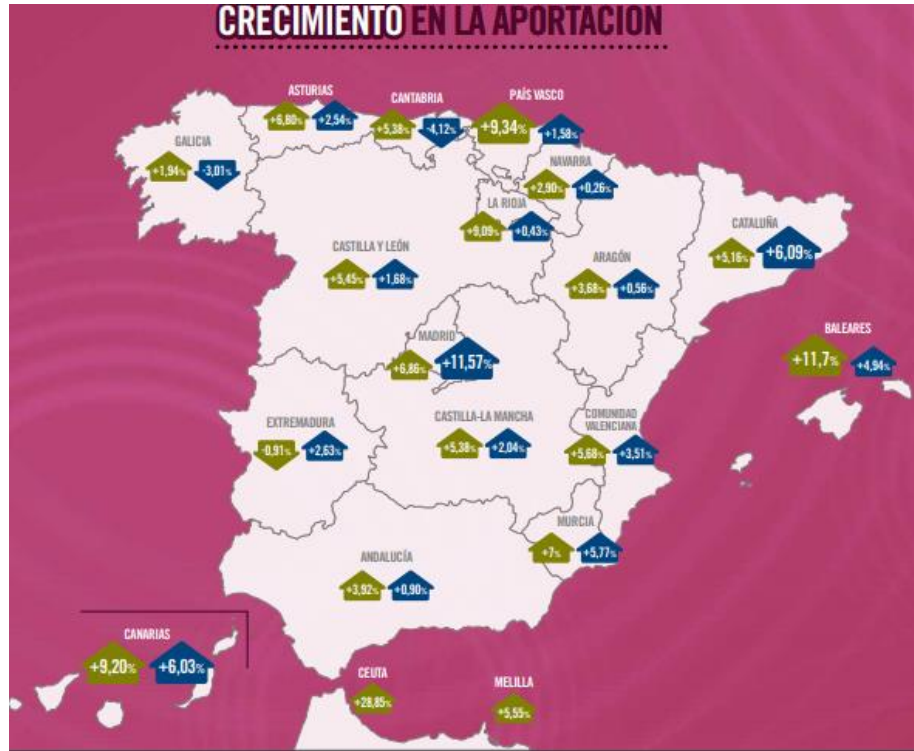 CRECIMIENTO EN LA APORTACION
ASTURIAS
+6,80% +2,54%
CANTABRIA
+5,38% -4,12%
PAÍS VASCO
+9,34% +1,58%
GALICIA
+1,94% -3,01%
NAVARRA
+2,90% +0,26%
LA RIOJA
+9,09% +0,43%
CATALUÑA
+5,16% +6,09%
CASTILLA Y LEÓN
+5,45% +1,68%
ARAGÓN
+3,68% +0,56%
MADRID
+6,86% +11,57%
BALEARES
+11,7% +4,94%
EXTREMADURA
-0,91% +2,63%
CASTILLA-LA MANCHA
+5,38% +2,04%
COMUNIDAD
VALENCIANA
+5,68% +3,51%
MURCIA
+7% +5,77%
ANDALUCÍA
+3,92% +0,90%
CANARIAS
+9,20% +6,03%
CEUTA
+28,85%
MELILLA
+5,55%